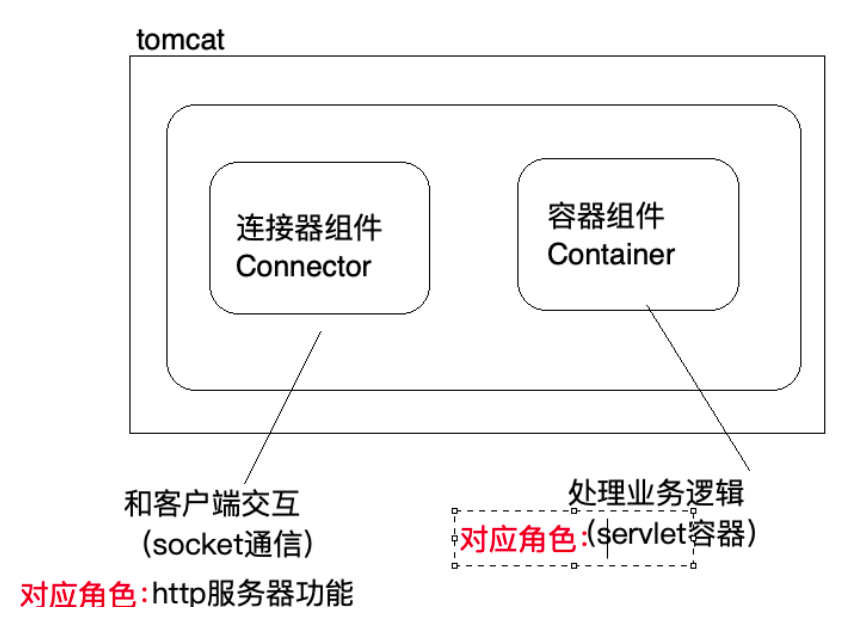 tomcat
连接器组件
Connector
容器组件
Container
和客户端交互
（socket通信）
对应角色:http服务器功能
处理业务逻辑
对应角色:（servlet容器）